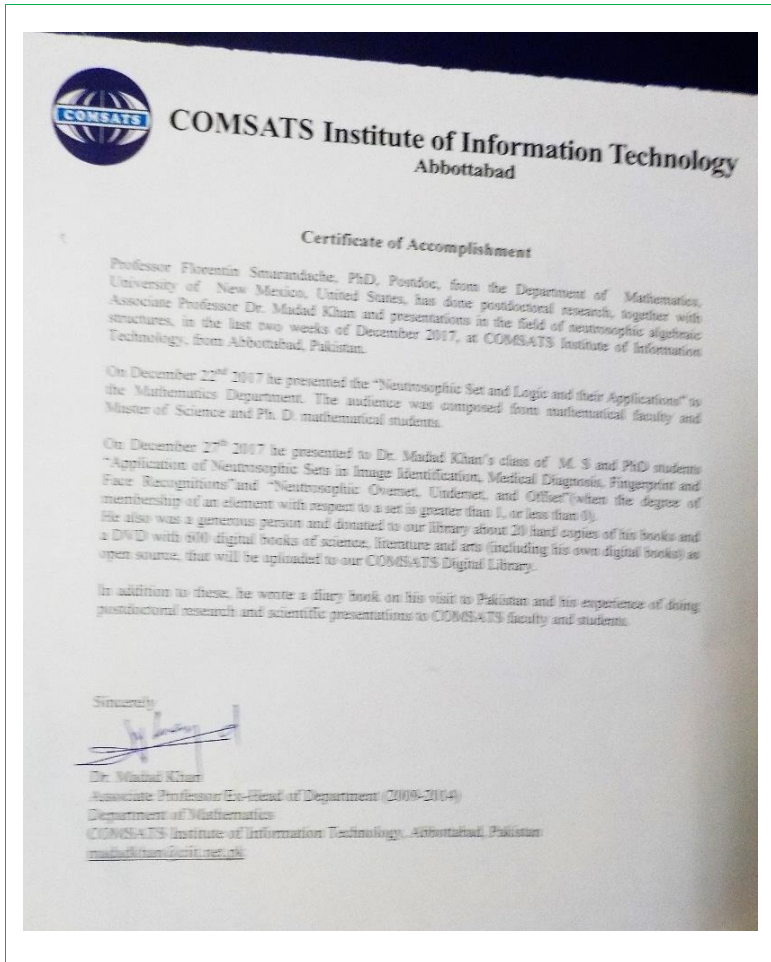 COMSATS
COMSATS Institute of Information Technology
Abbottabad
Certificate of Accomplishment
Professor Florentin Smarandache, PhD, Postdoc, from the Department of Mathematics,
University of New Mexico, United States, has done postdoctoral research, together with
Associate Professor Dr. Madad Khan and presentations in the field of neutrosophic algebraic
structures, in the last two weeks of December 2017, at COMSATS Institute of Information
Technology, from Abbottabad, Pakistan.
On December 22nd 2017 he presented the “Neutrosophic Set and Logic and their Applications” to
the Mathematics Department. The audience was composed from mathematical faculty and
Master of Science and Ph. D. mathematical students.
On December 27th 2017 he presented to Dr. Madad Khan's class of M. S and PhD students
“Application of Neutrosophic Sets in Image Identification, Medical Diagnosis, Fingerprint and
Face Recognitions”and “Neutrosophic Overset, Underset, and Offset”(when the degree of
membership of an element with respect to a set is greater than 1, or less than 0).
He also was a generous person and donated to our library about 20 hard copies of his books and
a DVD with 600 digital books of science, literature and arts (including his own digital books) as
open source, that will be uploaded to our COMSATS Digital Library.
In addition to these, he wrote a diary book on his visit to Pakistan and his experience of doing
postdoctoral research and scientific presentations to COMSATS faculty and students.
Sincerely
Dr. Madad Khan
Associate Professor/Ex-Head of Department (2009-2014)
Department of Mathematics
COMSATS Institute of Information Technology, Abbottabad, Pakistan
madadkhan@ciit.net.pk